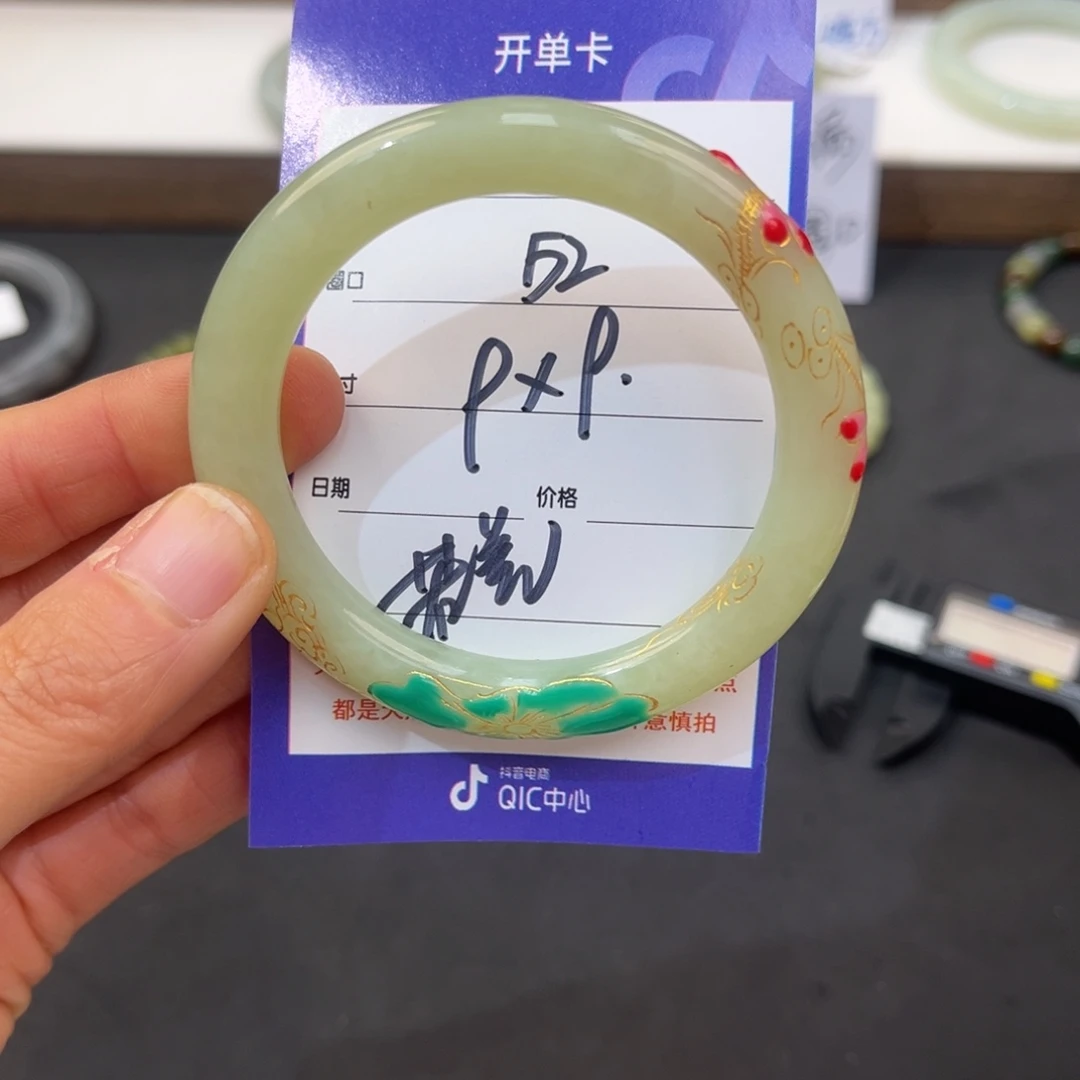 开单卡
圈口 52
寸 P×P.
日期 价格
都是天 意慎拍
抖音电商
QIC中心